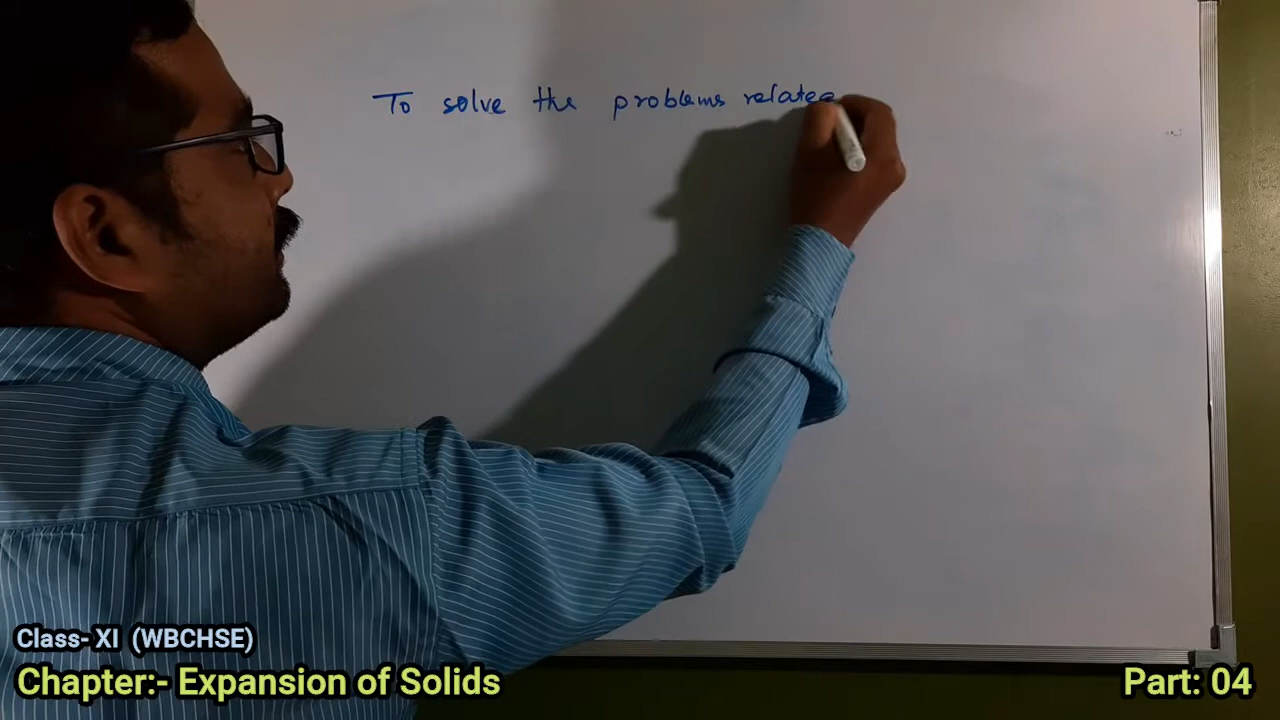 To solve the problems related
Class- XI (WBCHSE)
Chapter:- Expansion of Solids
Part: 04